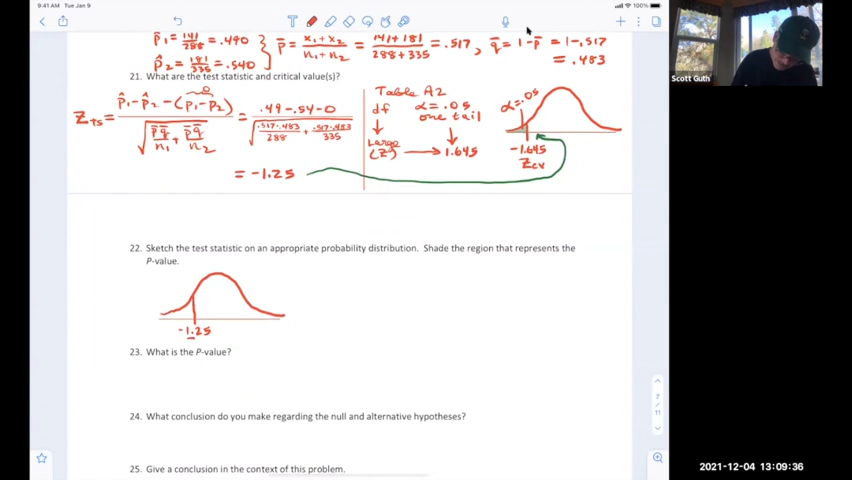 9:41 AM Tue Jan 9
100%
p̂1 = 141/288 = .490
p̂2 = 181/335 = .540
p̄ = x1 + x2 / n1 + n2 = 141 + 181 / 288 + 335 = .517, q̄ = 1 - p̄ = 1 - .517
= .483
21. What are the test statistic and critical value(s)?
0
ZTS = p̂1 - p̂2 - (p1 - p2) / √(p̄q̄/n1 + p̄q̄/n2) = .49 - .54 - 0 / √(.517·.483/288 + .517·.483/335)
= -1.25
Table A2
df α = .05
one tail
Large
(Z) → 1.645
α = .05
-1.645
ZCV
22. Sketch the test statistic on an appropriate probability distribution. Shade the region that represents the
P-value.
-1.25
23. What is the P-value?
24. What conclusion do you make regarding the null and alternative hypotheses?
25. Give a conclusion in the context of this problem.
7
11
Scott Guth
2021-12-04 13:09:36